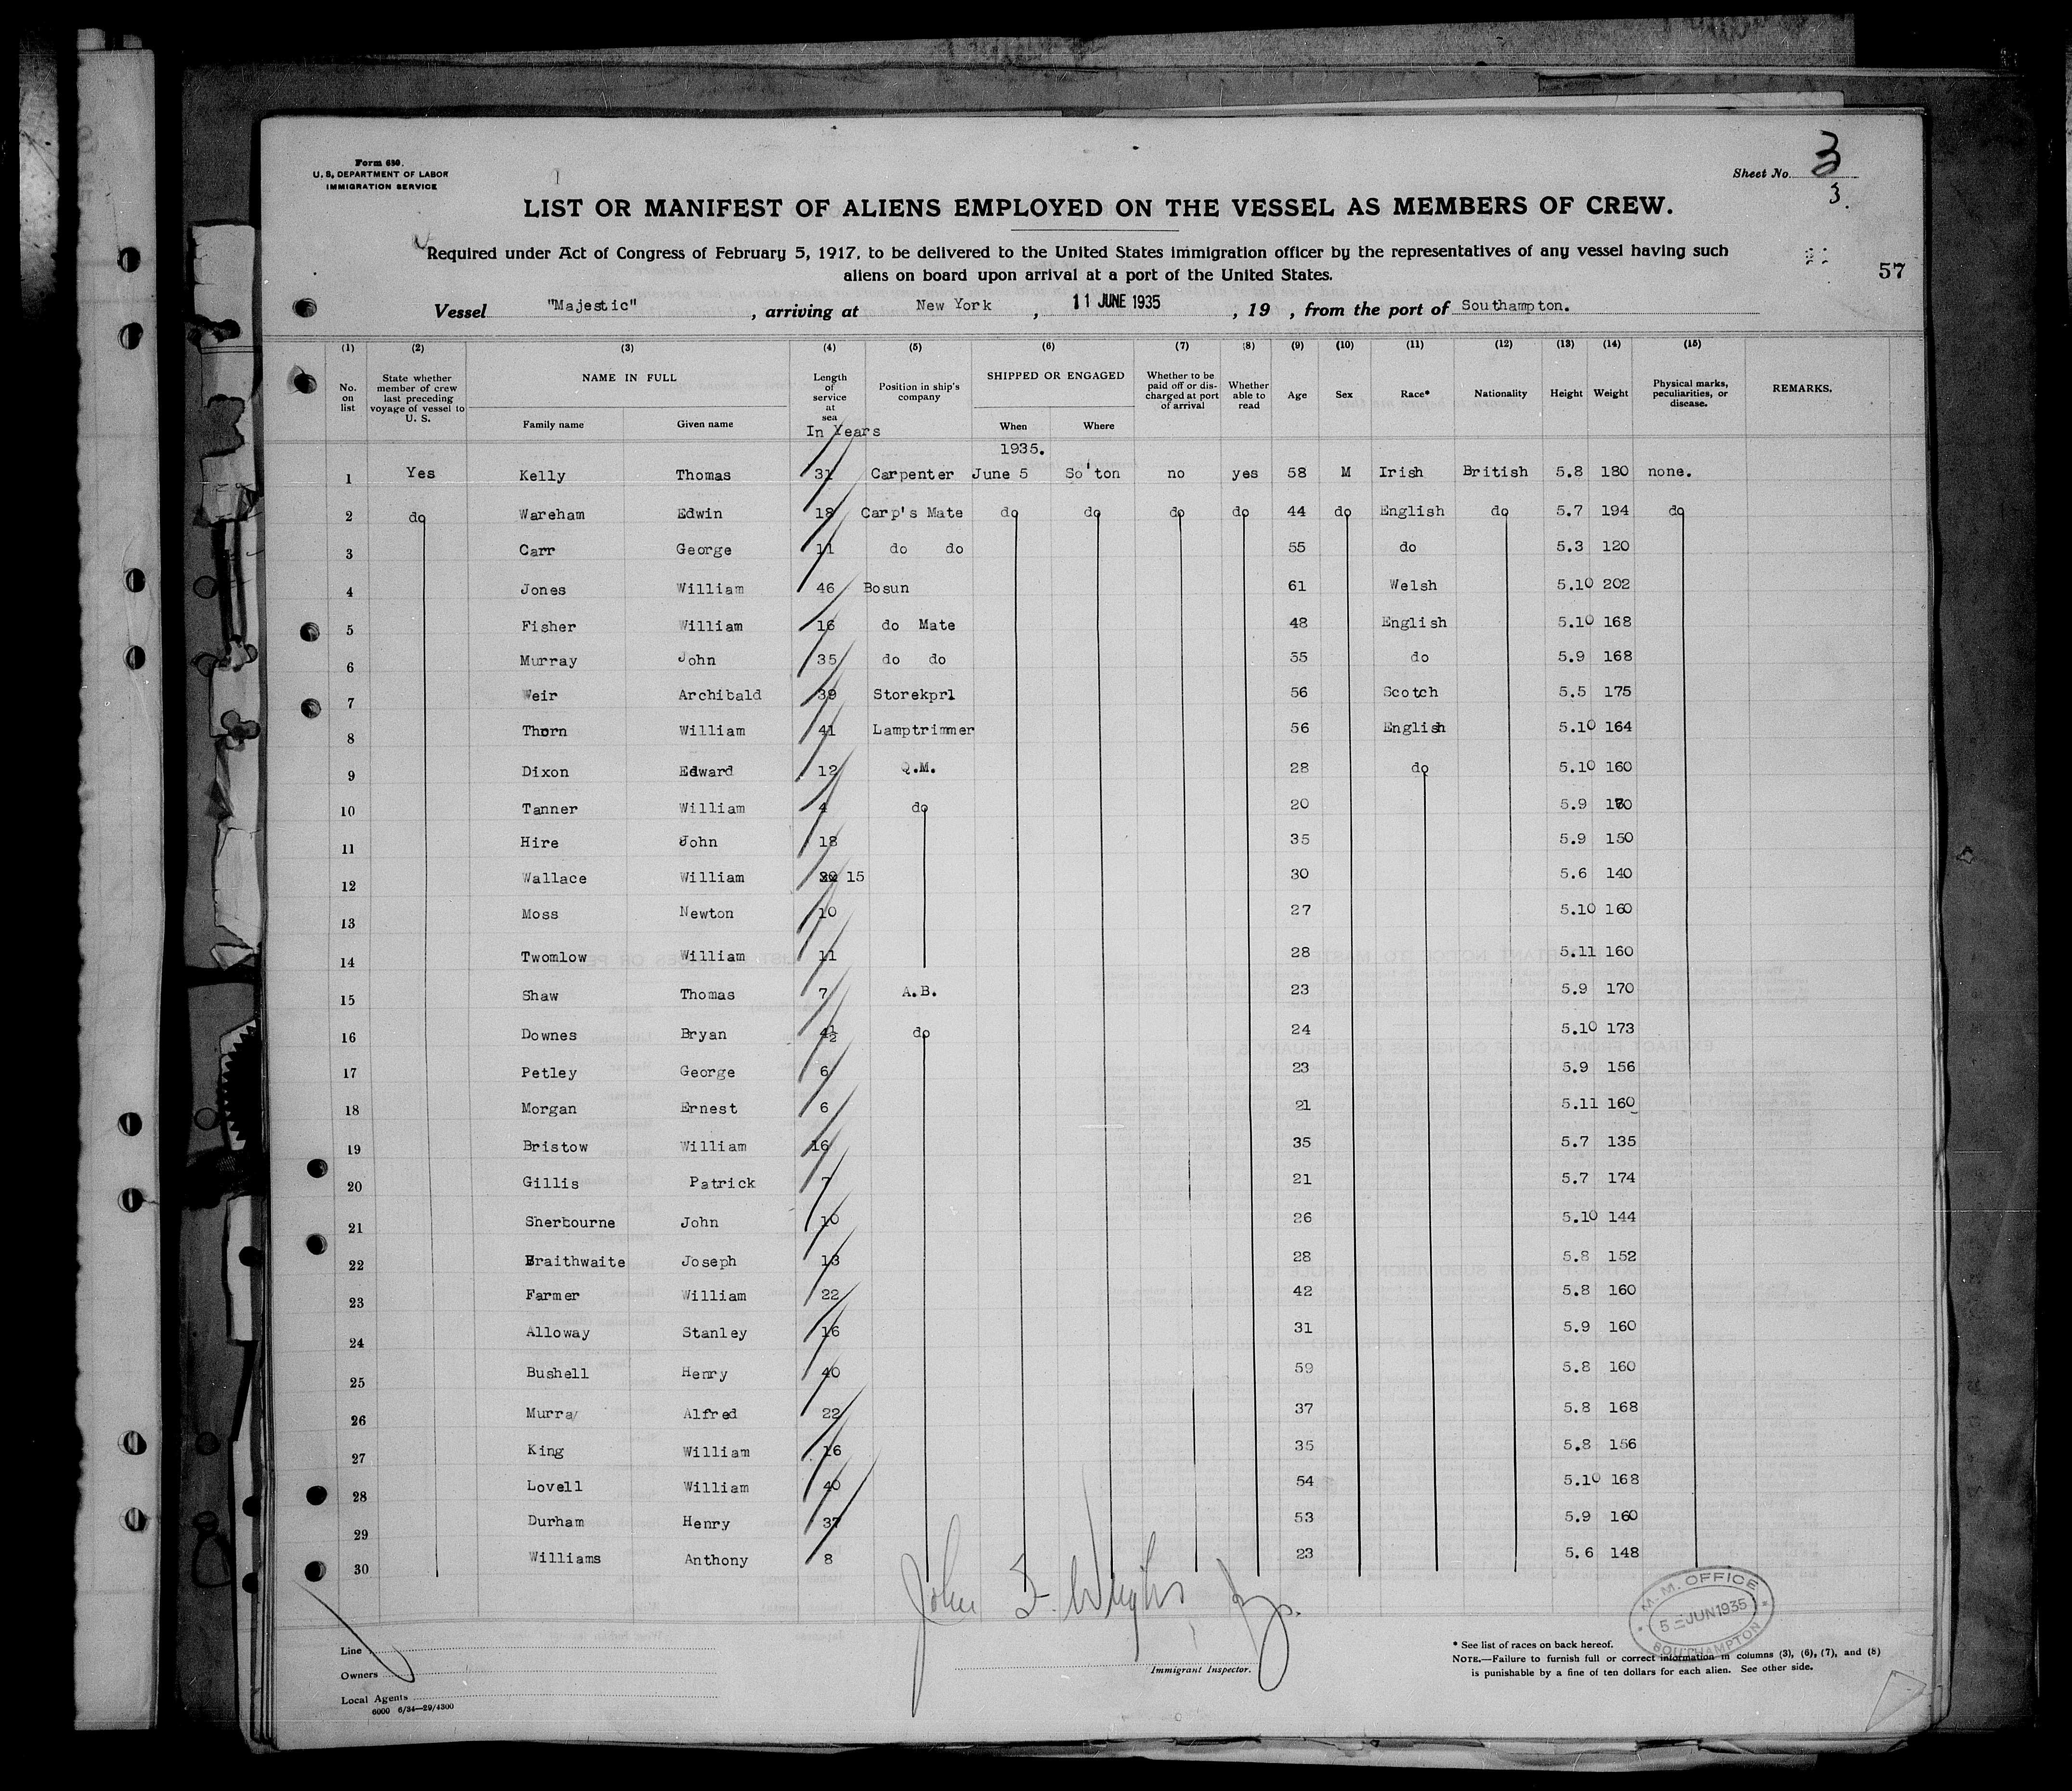 Form 630.
U. S. DEPARTMENT OF LABOR
IMMIGRATION SERVICE
Sheet No. 3
3.
LIST OR MANIFEST OF ALIENS EMPLOYED ON THE VESSEL AS MEMBERS OF CREW.
Required under Act of Congress of February 5, 1917, to be delivered to the United States immigration officer by the representatives of any vessel having such
aliens on board upon arrival at a port of the United States.
57
Vessel "Majestic", arriving at New York, 11 JUNE 1935, 19 , from the port of Southampton.
(1) (2) (3) (4) (5) (6) (7) (8) (9) (10) (11) (12) (13) (14) (15)
No. on list State whether member of crew last preceding voyage of vessel to U. S. NAME IN FULL Family name Given name Length of service at sea Position in ship's company SHIPPED OR ENGAGED When Where Whether to be paid off or discharged at port of arrival Whether able to read Age Sex Race* Nationality Height Weight Physical marks, peculiarities, or disease. REMARKS.
In Years
1935.
1 Yes Kelly Thomas 31 Carpenter June 5 So'ton no yes 58 M Irish British 5.8 180 none.
2 do Wareham Edwin 18 Carp's Mate do do do do 44 do English do 5.7 194 do
3 Carr George 11 do do 55 do 5.3 120
4 Jones William 46 Bosun 61 Welsh 5.10 202
5 Fisher William 16 do Mate 48 English 5.10 168
6 Murray John 35 do do 55 do 5.9 168
7 Weir Archibald 39 Storekpr1 56 Scotch 5.5 175
8 Thorn William 41 Lamptrimmer 56 English 5.10 164
9 Dixon Edward 12 Q.M. 28 do 5.10 160
10 Tanner William 4 do 20 5.9
11 Hire John 18 35 5.9 150
12 Wallace William 15 30 5.6 140
13 Moss Newton 10 27 5.10 160
14 Twomlow William 11 28 5.11 160
15 Shaw Thomas 7 A.B. 23 5.9 170
16 Downes Bryan 4½ do 24 5.10 173
17 Petley George 6 23 5.9 156
18 Morgan Ernest 6 21 5.11 160
19 Bristow William 16 35 5.7 135
20 Gillis Patrick 7 21 5.7 174
21 Sherbourne John 10 26 5.10 144
22 Braithwaite Joseph 13 28 5.8 152
23 Farmer William 22 42 5.8 160
24 Alloway Stanley 16 31 5.9 160
25 Bushell Henry 40 59 5.8 160
26 Murray Alfred 22 37 5.8 168
27 King William 16 35 5.8 156
28 Lovell William 40 54 5.10 168
29 Durham Henry 37 53 5.9 160
30 Williams Anthony 8 23 5.6 148
M. M. OFFICE
5 - JUN 1935
SOUTHAMPTON
Line
Owners
Local Agents
6000 6/34—29/4300
John F. Wright Jr.
Immigrant Inspector.
* See list of races on back hereof.
NOTE.—Failure to furnish full or correct information in columns (3), (6), (7), and (8)
is punishable by a fine of ten dollars for each alien. See other side.